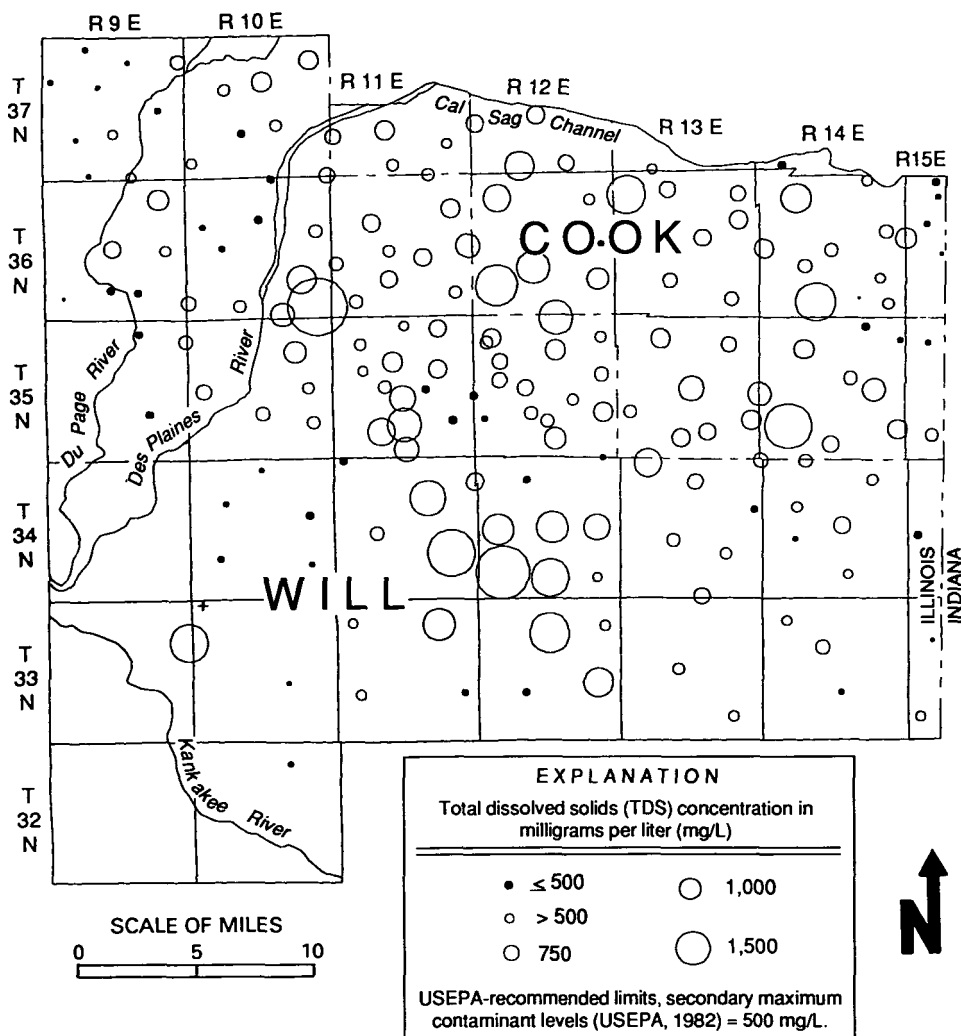 R 9 E
R 10 E
R 11 E
R 12 E
R 13 E
R 14 E
R15E
T
37
N
T
36
N
T
35
N
T
34
N
T
33
N
T
32
N
Cal Sag Channel
COOK
WILL
Du Page River
Des Plaines River
Kankakee River
ILLINOIS
INDIANA
EXPLANATION
Total dissolved solids (TDS) concentration in
milligrams per liter (mg/L)
≤ 500
> 500
750
1,000
1,500
USEPA-recommended limits, secondary maximum
contaminant levels (USEPA, 1982) = 500 mg/L.
SCALE OF MILES
0 5 10
N